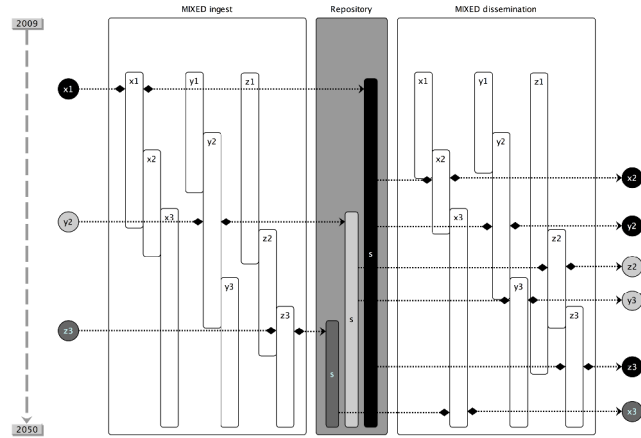 MIXED ingest
Repository
MIXED dissemination
2009
x1
y1
z1
x1
y1
z1
x1
y2
y2
x2
x2
x2
x3
x3
y2
y2
z2
z2
s
z2
y3
y3
y3
z3
z3
s
z3
s
z3
x3
2050